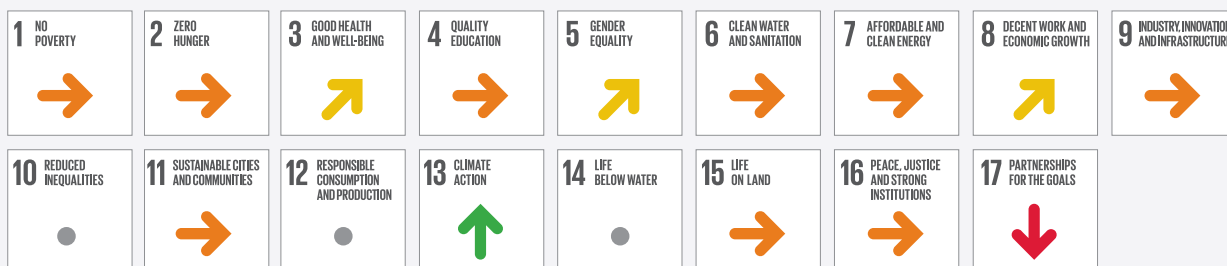 1 NO
POVERTY
2 ZERO
HUNGER
3 GOOD HEALTH
AND WELL-BEING
4 QUALITY
EDUCATION
5 GENDER
EQUALITY
6 CLEAN WATER
AND SANITATION
7 AFFORDABLE AND
CLEAN ENERGY
8 DECENT WORK AND
ECONOMIC GROWTH
9 INDUSTRY, INNOVATION
AND INFRASTRUCTURE
10 REDUCED
INEQUALITIES
11 SUSTAINABLE CITIES
AND COMMUNITIES
12 RESPONSIBLE
CONSUMPTION
AND PRODUCTION
13 CLIMATE
ACTION
14 LIFE
BELOW WATER
15 LIFE
ON LAND
16 PEACE, JUSTICE
AND STRONG
INSTITUTIONS
17 PARTNERSHIPS
FOR THE GOALS